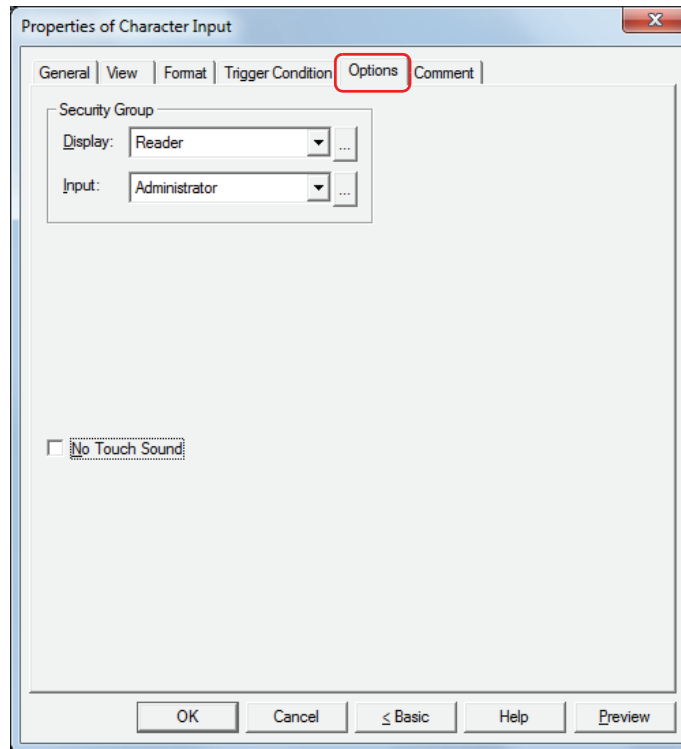 Properties of Character Input
X
General View Format Trigger Condition Options Comment
Security Group
Display: Reader ...
Input: Administrator ...
No Touch Sound
OK Cancel < Basic Help Preview